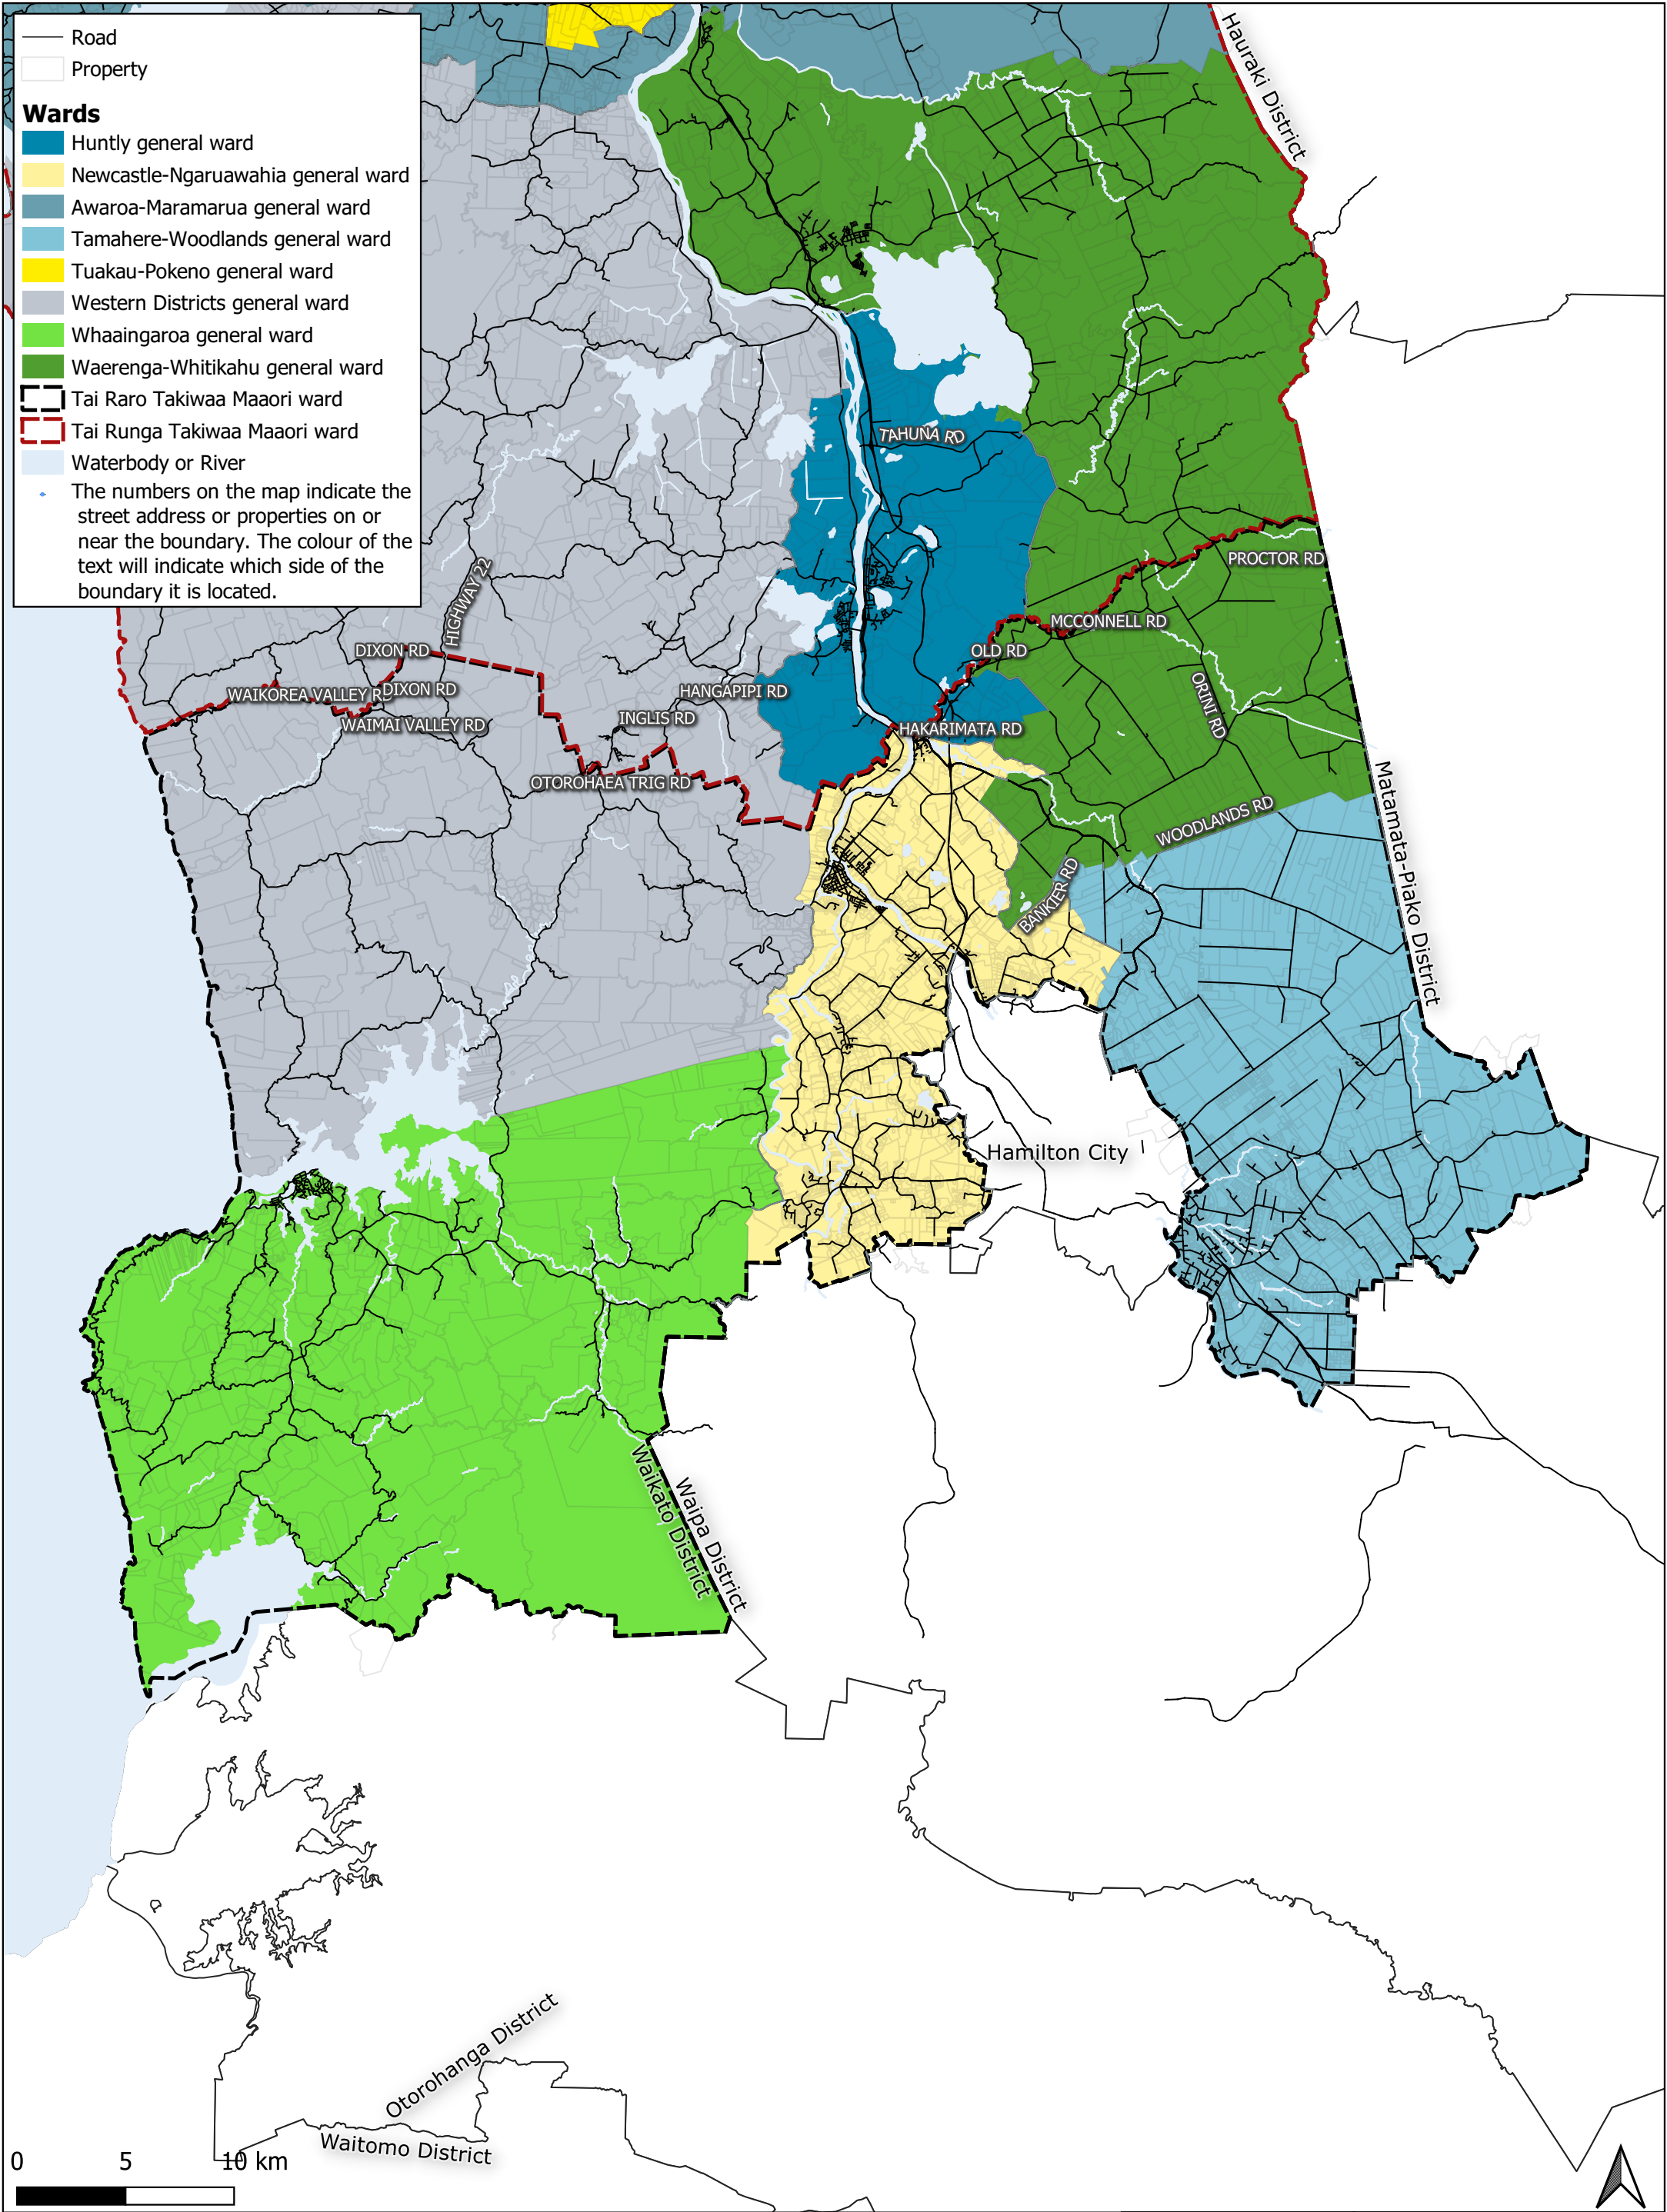 Road
Property
Wards
Huntly general ward
Newcastle-Ngaruawahia general ward
Awaroa-Maramarua general ward
Tamahere-Woodlands general ward
Tuakau-Pokeno general ward
Western Districts general ward
Whaaingaroa general ward
Waerenga-Whitikahu general ward
Tai Raro Takiwaa Maaori ward
Tai Runga Takiwaa Maaori ward
Waterbody or River
The numbers on the map indicate the
street address or properties on or
near the boundary. The colour of the
text will indicate which side of the
boundary it is located.
Hauraki District
TAHUNA RD
HIGHWAY 22
PROCTOR RD
MCCONNELL RD
DIXON RD
OLD RD
WAIKOREA VALLEY RD
DIXON RD
HANGAPIPI RD
ORINI RD
WAIMAI VALLEY RD
INGLIS RD
HAKARIMATA RD
OTOROHAEA TRIG RD
WOODLANDS RD
BANKIER RD
Matamata-Piako District
Hamilton City
Waipa District
Waikato District
Otorohanga District
Waitomo District
0 5 10 km